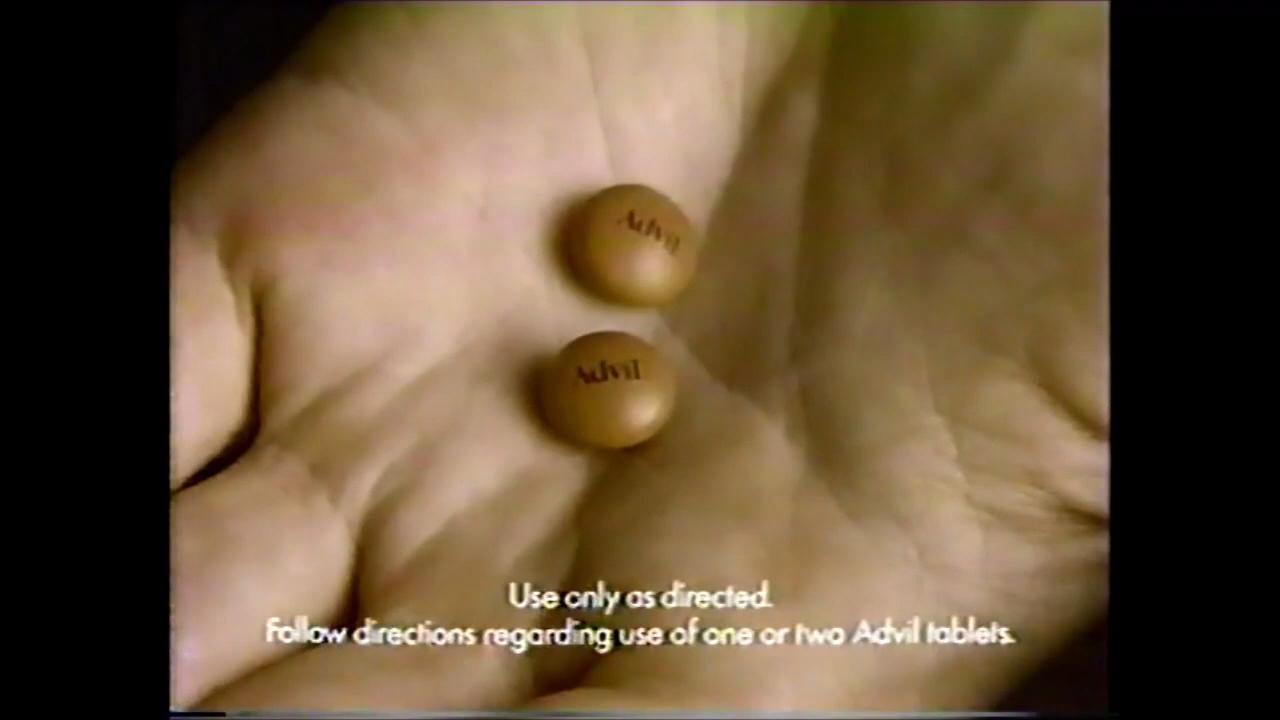 Advil
Advil
Use only as directed.
Follow directions regarding use of one or two Advil tablets.